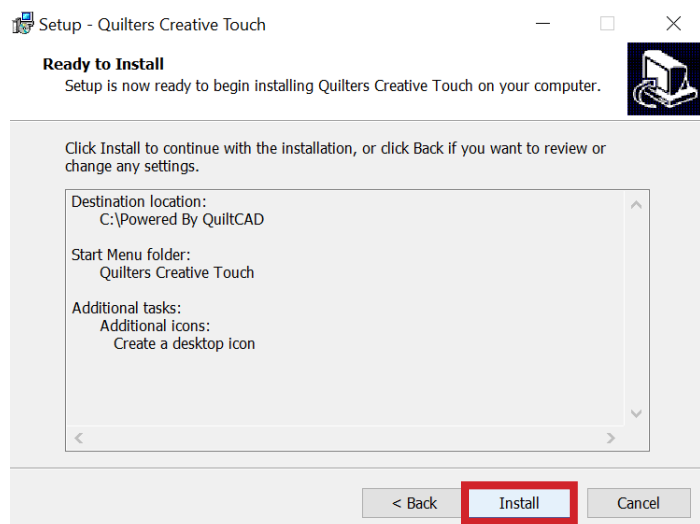 Setup - Quilters Creative Touch
Ready to Install
Setup is now ready to begin installing Quilters Creative Touch on your computer.
Click Install to continue with the installation, or click Back if you want to review or
change any settings.
Destination location:
C:\Powered By QuiltCAD
Start Menu folder:
Quilters Creative Touch
Additional tasks:
Additional icons:
Create a desktop icon
< Back
Install
Cancel